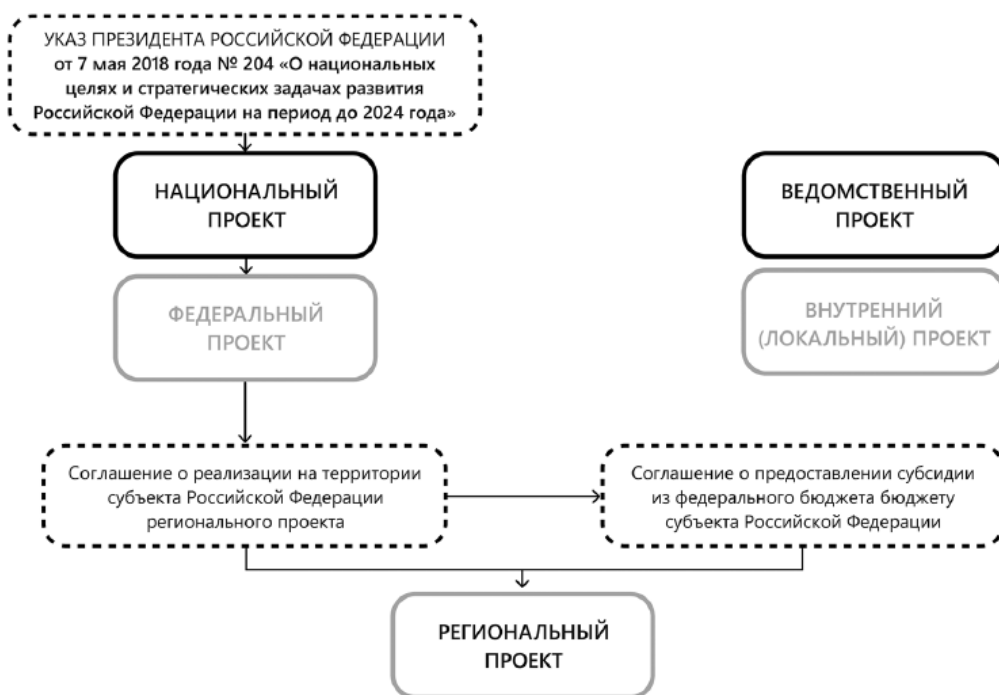 УКАЗ ПРЕЗИДЕНТА РОССИЙСКОЙ ФЕДЕРАЦИИ
от 7 мая 2018 года № 204 «О национальных
целях и стратегических задачах развития
Российской Федерации на период до 2024 года»
НАЦИОНАЛЬНЫЙ
ПРОЕКТ
ВЕДОМСТВЕННЫЙ
ПРОЕКТ
ФЕДЕРАЛЬНЫЙ
ПРОЕКТ
ВНУТРЕННИЙ
(ЛОКАЛЬНЫЙ) ПРОЕКТ
Соглашение о реализации на территории
субъекта Российской Федерации
регионального проекта
Соглашение о предоставлении субсидии
из федерального бюджета бюджету
субъекта Российской Федерации
РЕГИОНАЛЬНЫЙ
ПРОЕКТ